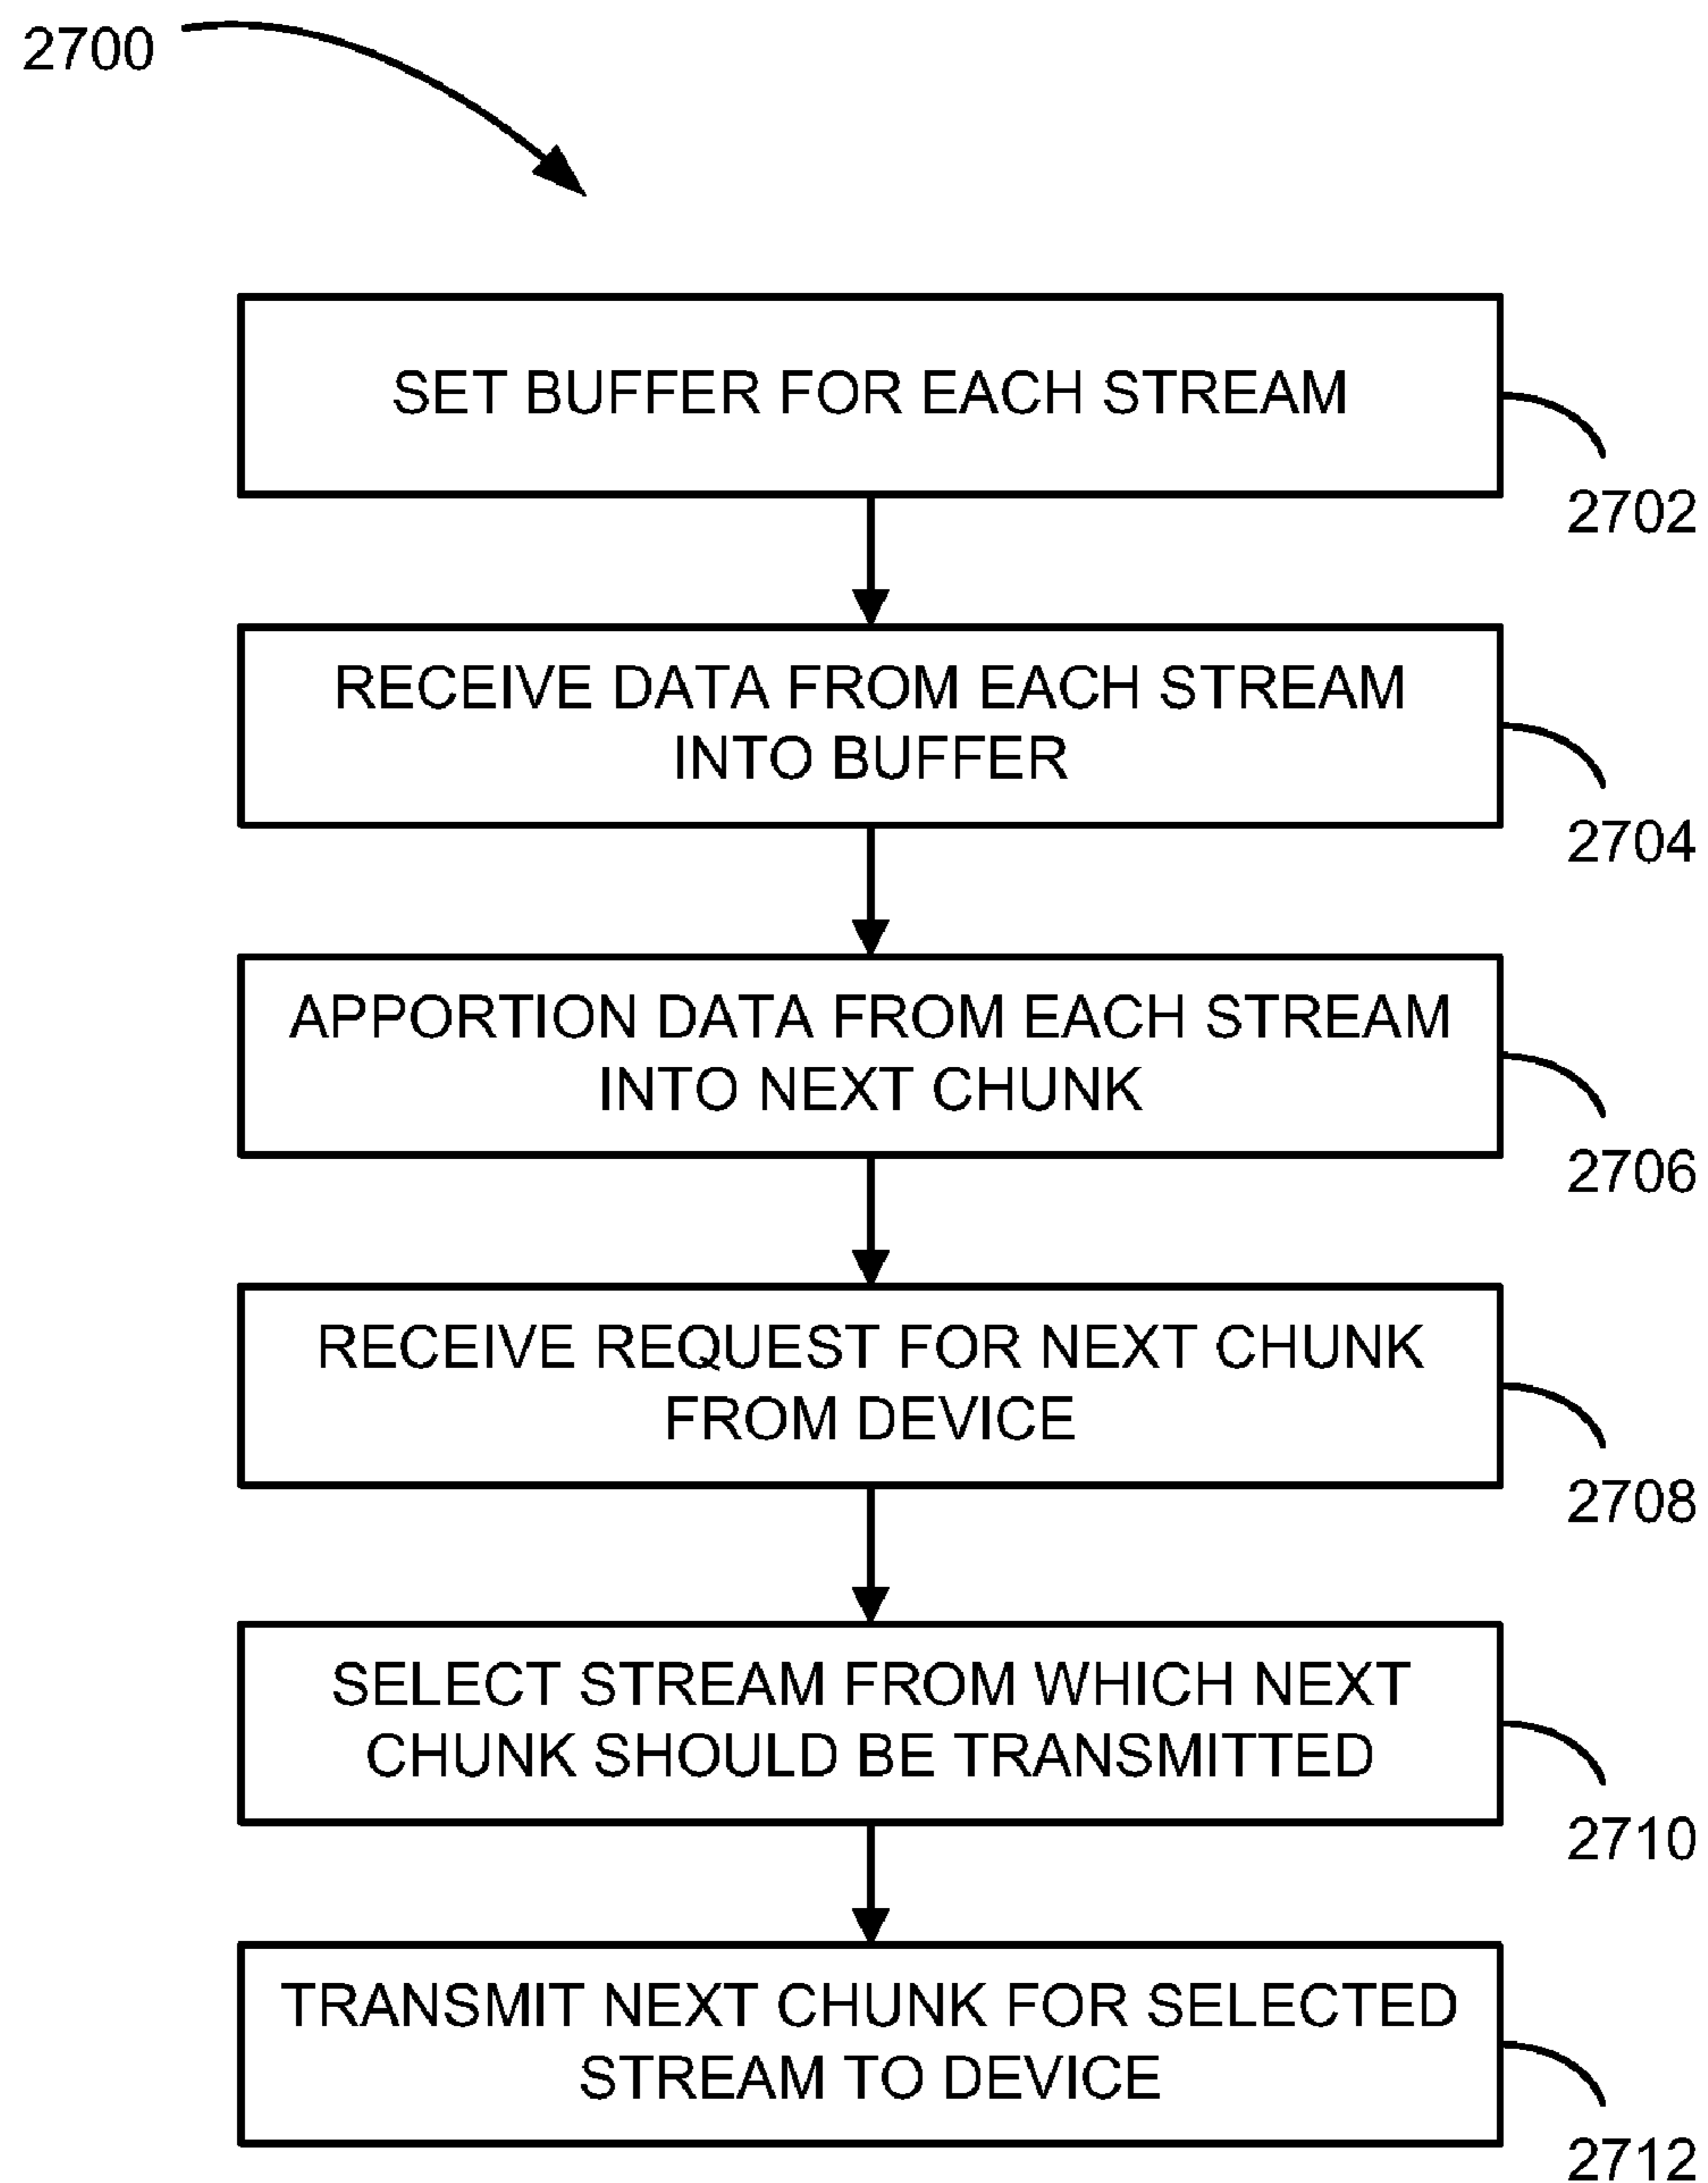 2700
SET BUFFER FOR EACH STREAM
2702
RECEIVE DATA FROM EACH STREAM
INTO BUFFER
2704
APPORTION DATA FROM EACH STREAM
INTO NEXT CHUNK
2706
RECEIVE REQUEST FOR NEXT CHUNK
FROM DEVICE
2708
SELECT STREAM FROM WHICH NEXT
CHUNK SHOULD BE TRANSMITTED
2710
TRANSMIT NEXT CHUNK FOR SELECTED
STREAM TO DEVICE
2712